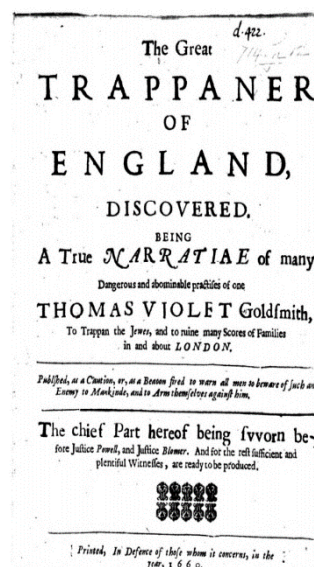 d.422.
The Great
TRAPPANER
OF
ENGLAND,
DISCOVERED.
BEING
A True NARRATIAE of many
Dangerous and abominable practiſes of one
THOMAS VJOLET Goldſmith,
To Trappan the Jewes, and to ruine many Scores of Families
in and about LONDON.
Publiſhed, as a Caution, or, as a Beacon fired to warn all men to beware of ſuch an
Enemy to Mankinde, and to Arm themſelves againſt him.
The chief Part hereof being ſvvorn be-
fore Juſtice Powell, and Juſtice Blomer. And for the reſt ſufficient and
plentiful Witneſſes, are ready to be produced.
Printed, In Defence of thoſe whom is concerns, in the
year, 1660.